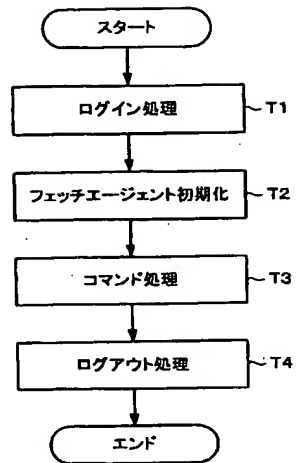 スタート
ログイン処理 T1
フェッチエージェント初期化 T2
コマンド処理 T3
ログアウト処理 T4
エンド